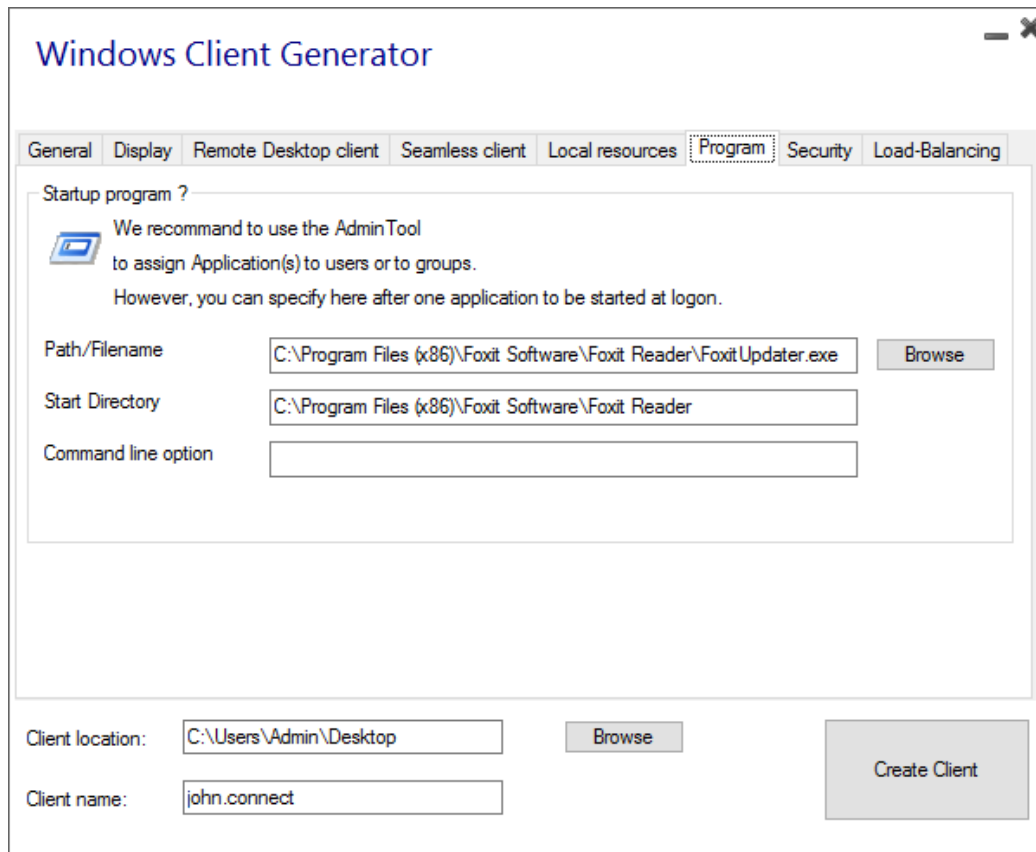 Windows Client Generator
General Display Remote Desktop client Seamless client Local resources Program Security Load-Balancing
Startup program ?
We recommand to use the AdminTool
to assign Application(s) to users or to groups.
However, you can specify here after one application to be started at logon.
Path/Filename C:\Program Files (x86)\Foxit Software\Foxit Reader\FoxitUpdater.exe Browse
Start Directory C:\Program Files (x86)\Foxit Software\Foxit Reader
Command line option
Client location: C:\Users\Admin\Desktop Browse
Create Client
Client name: john.connect